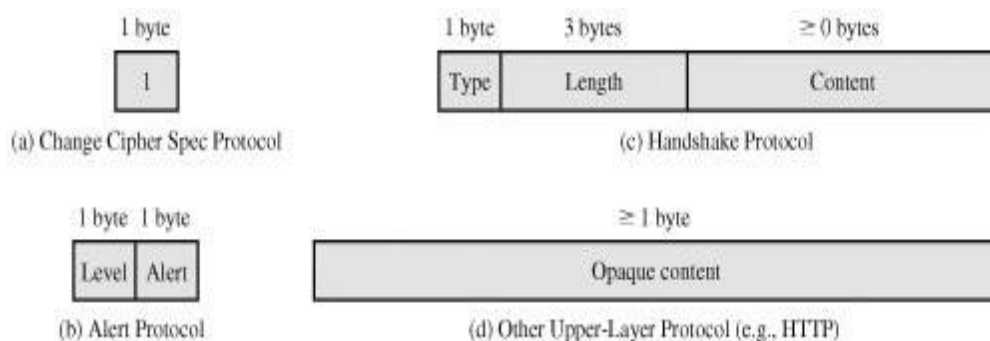 1 byte
1
(a) Change Cipher Spec Protocol
1 byte 3 bytes ≥ 0 bytes
Type Length Content
(c) Handshake Protocol
1 byte 1 byte
Level Alert
(b) Alert Protocol
≥ 1 byte
Opaque content
(d) Other Upper-Layer Protocol (e.g., HTTP)